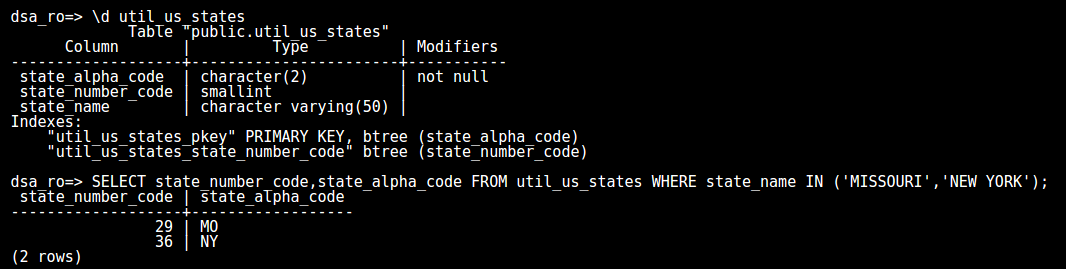 dsa_ro=> \d util_us_states
             Table "public.util_us_states"
      Column       |         Type          | Modifiers
-------------------+-----------------------+-----------
 state_alpha_code  | character(2)          | not null
 state_number_code | smallint              |
 state_name        | character varying(50) |
Indexes:
    "util_us_states_pkey" PRIMARY KEY, btree (state_alpha_code)
    "util_us_states_state_number_code" btree (state_number_code)

dsa_ro=> SELECT state_number_code,state_alpha_code FROM util_us_states WHERE state_name IN ('MISSOURI','NEW YORK');
 state_number_code | state_alpha_code
-------------------+------------------
                29 | MO
                36 | NY
(2 rows)